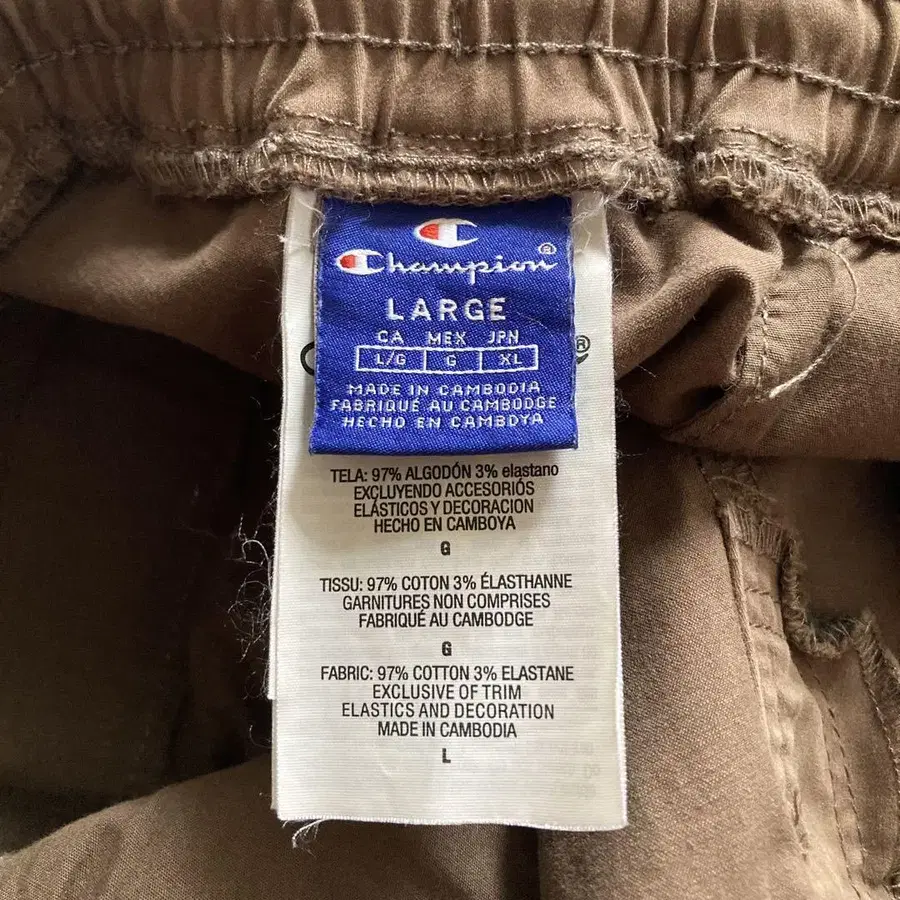 Champion®
LARGE
CA MEX JPN
L/G G XL
MADE IN CAMBODIA
FABRIQUÉ AU CAMBODGE
HECHO EN CAMBOYA
®
TELA: 97% ALGODÓN 3% elastano
EXCLUYENDO ACCESORIÓS
ELÁSTICOS Y DECORACION
HECHO EN CAMBOYA
G
TISSU: 97% COTON 3% ÉLASTHANNE
GARNITURES NON COMPRISES
FABRIQUÉ AU CAMBODGE
G
FABRIC: 97% COTTON 3% ELASTANE
EXCLUSIVE OF TRIM
ELASTICS AND DECORATION
MADE IN CAMBODIA
L